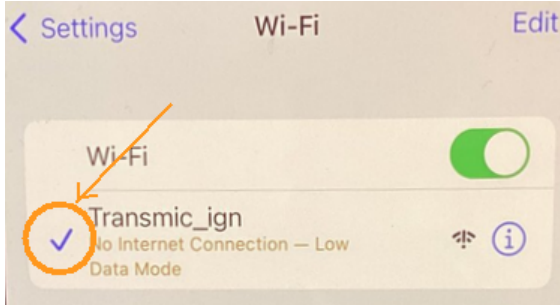 Settings
Wi-Fi
Edit
Wi-Fi
Transmic_ign
No Internet Connection — Low
Data Mode